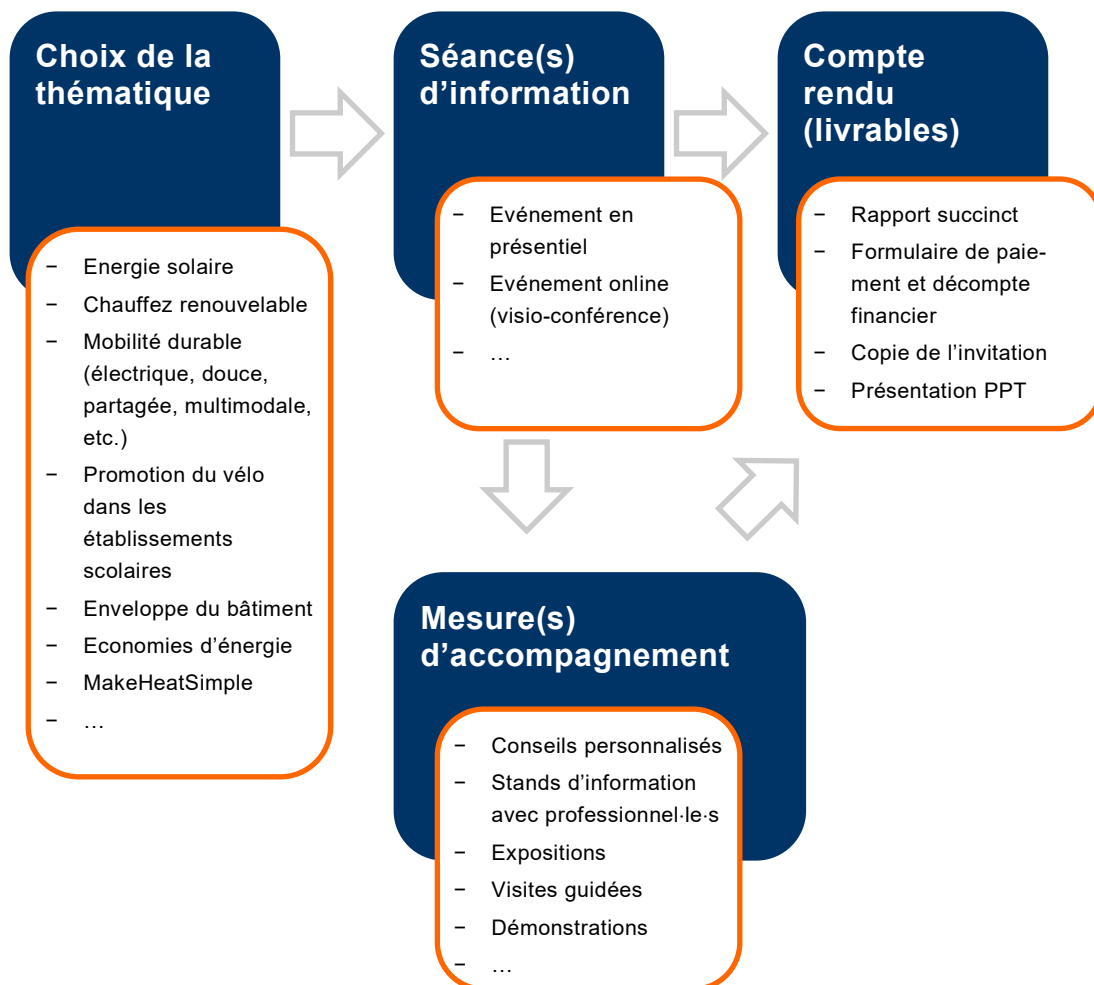 Choix de la
thématique
− Energie solaire
− Chauffez renouvelable
− Mobilité durable
(électrique, douce,
partagée, multimodale,
etc.)
− Promotion du vélo
dans les
établissements
scolaires
− Enveloppe du bâtiment
− Economies d’énergie
− MakeHeatSimple
− …
Séance(s)
d’information
− Evénement en
présentiel
− Evénement online
(visio-conférence)
− …
Compte
rendu
(livrables)
− Rapport succinct
− Formulaire de paie-
ment et décompte
financier
− Copie de l’invitation
− Présentation PPT
Mesure(s)
d’accompagnement
− Conseils personnalisés
− Stands d’information
avec professionnel·le·s
− Expositions
− Visites guidées
− Démonstrations
− …